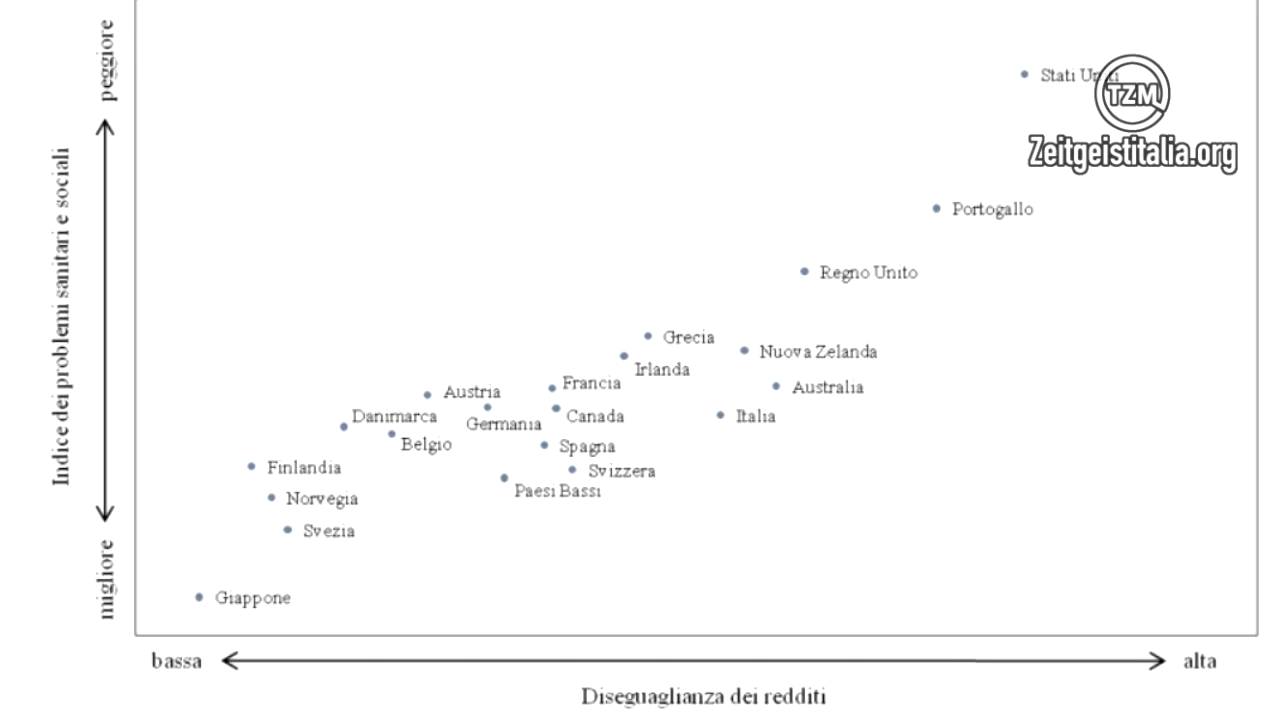 peggiore
Indice dei problemi sanitari e sociali
migliore
Stati Uniti
TZM
Zeitgeistitalia.org
Portogallo
Regno Unito
Grecia
Nuova Zelanda
Irlanda
Francia
Australia
Austria
Danimarca
Germania
Canada
Italia
Belgio
Spagna
Finlandia
Svizzera
Paesi Bassi
Norvegia
Svezia
Giappone
bassa
alta
Diseguaglianza dei redditi